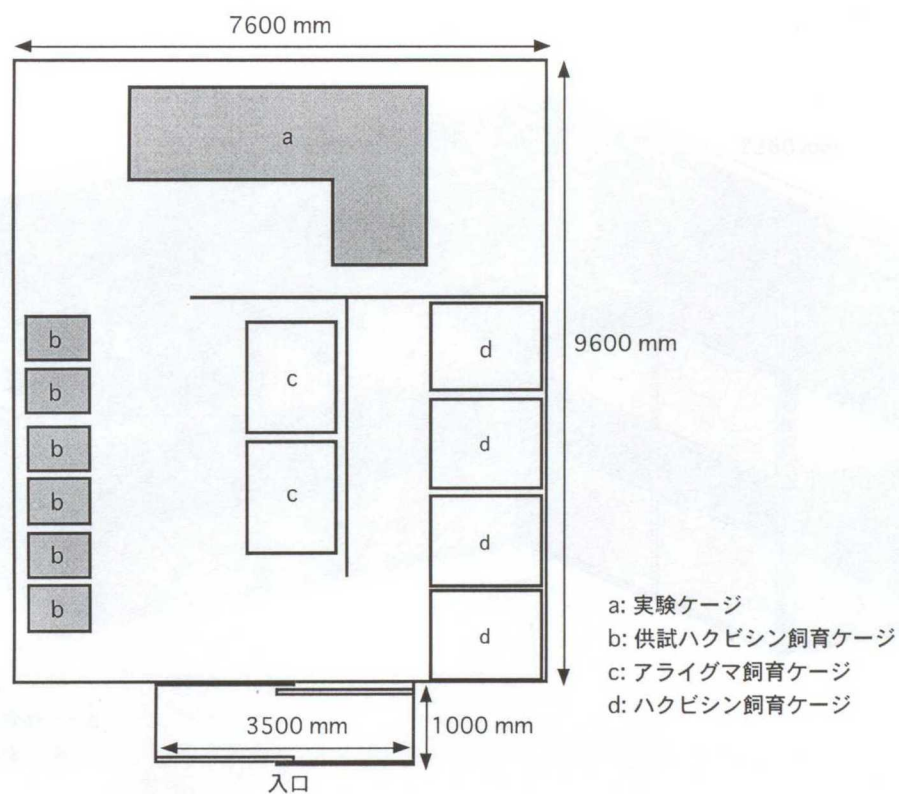 7600 mm
a
b
b
b
b
b
b
c
c
d
d
d
d
9600 mm
a: 実験ケージ
b: 供試ハクビシン飼育ケージ
c: アライグマ飼育ケージ
d: ハクビシン飼育ケージ
3500 mm
1000 mm
入口